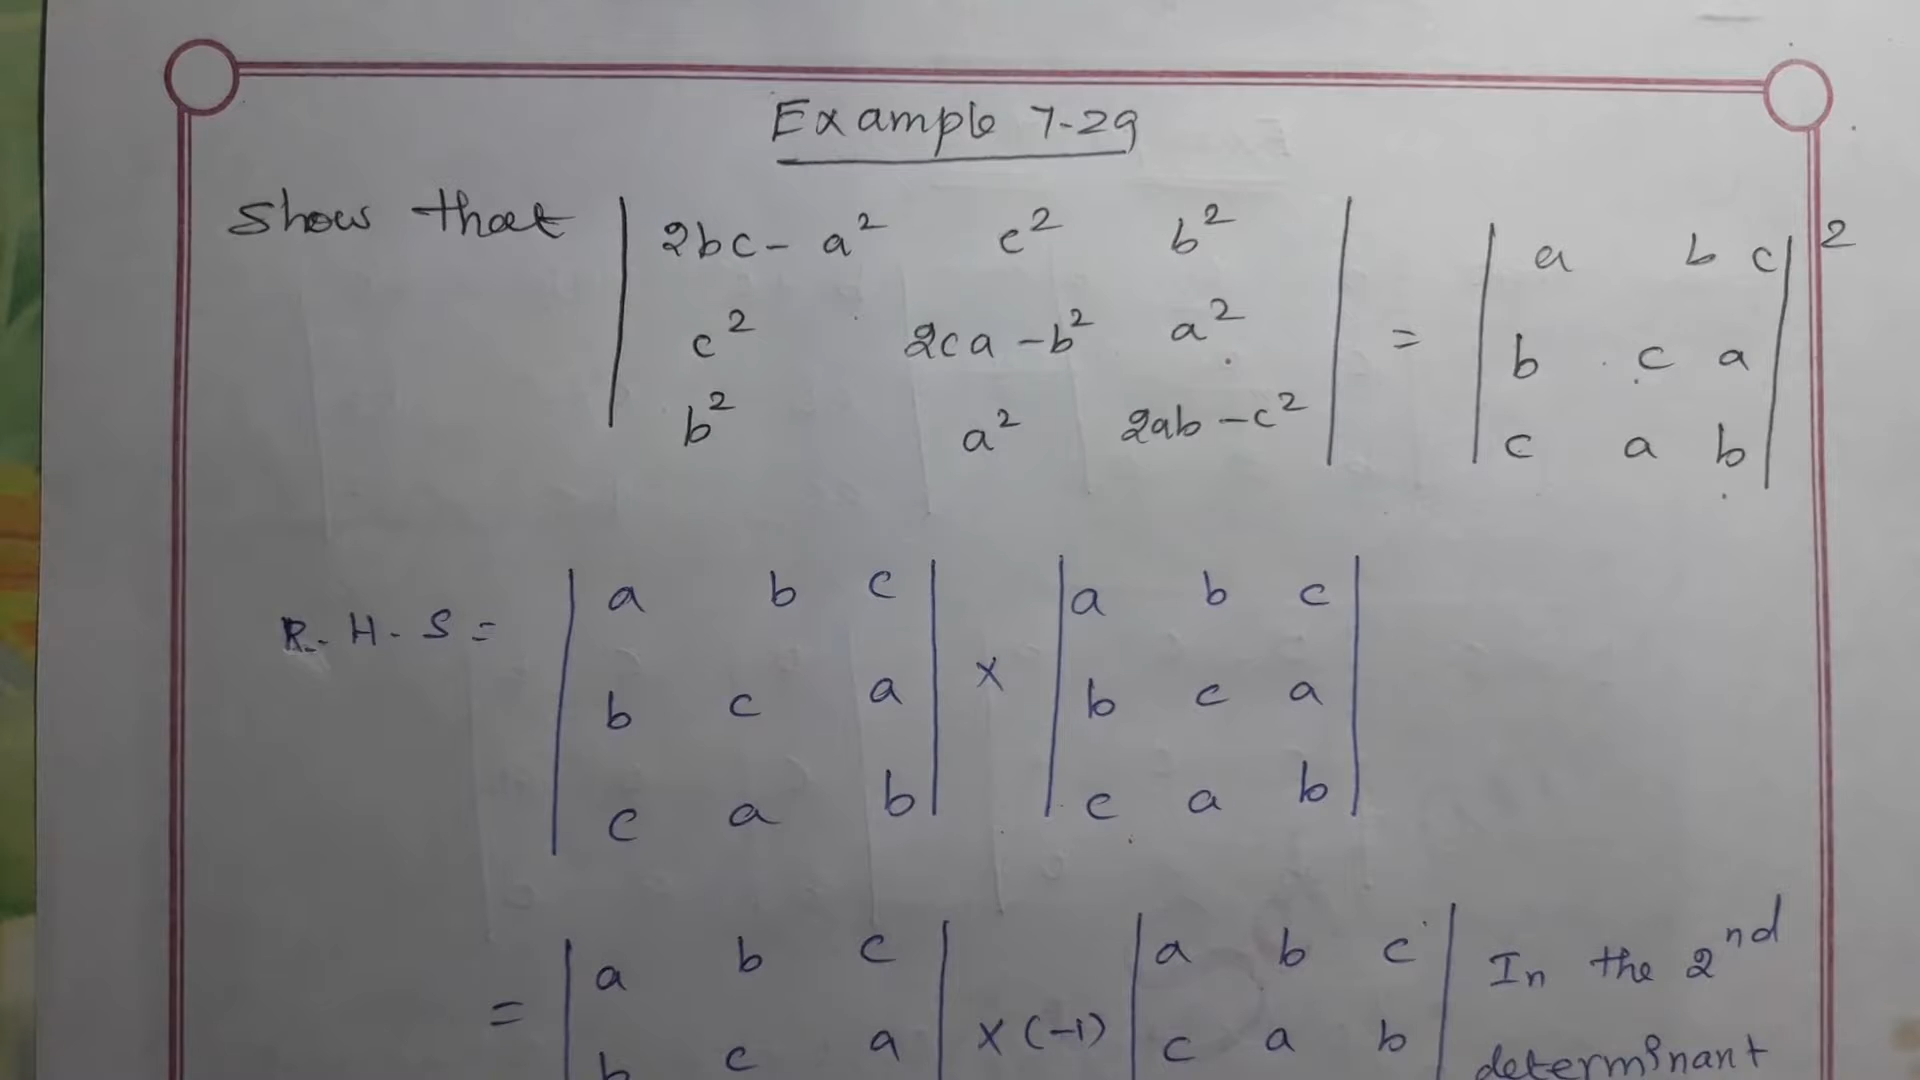 Example 7-29
Show that | 2bc - a² c² b² | = | a b c |²
| c² 2ca - b² a² | | b c a |
| b² a² 2ab - c² | | c a b |
R.H.S = | a b c | × | a b c |
| b c a | | b c a |
| c a b | | c a b |
= | a b c | × (-1) | a b c | In the 2nd
| b c a | | c a b | determinant